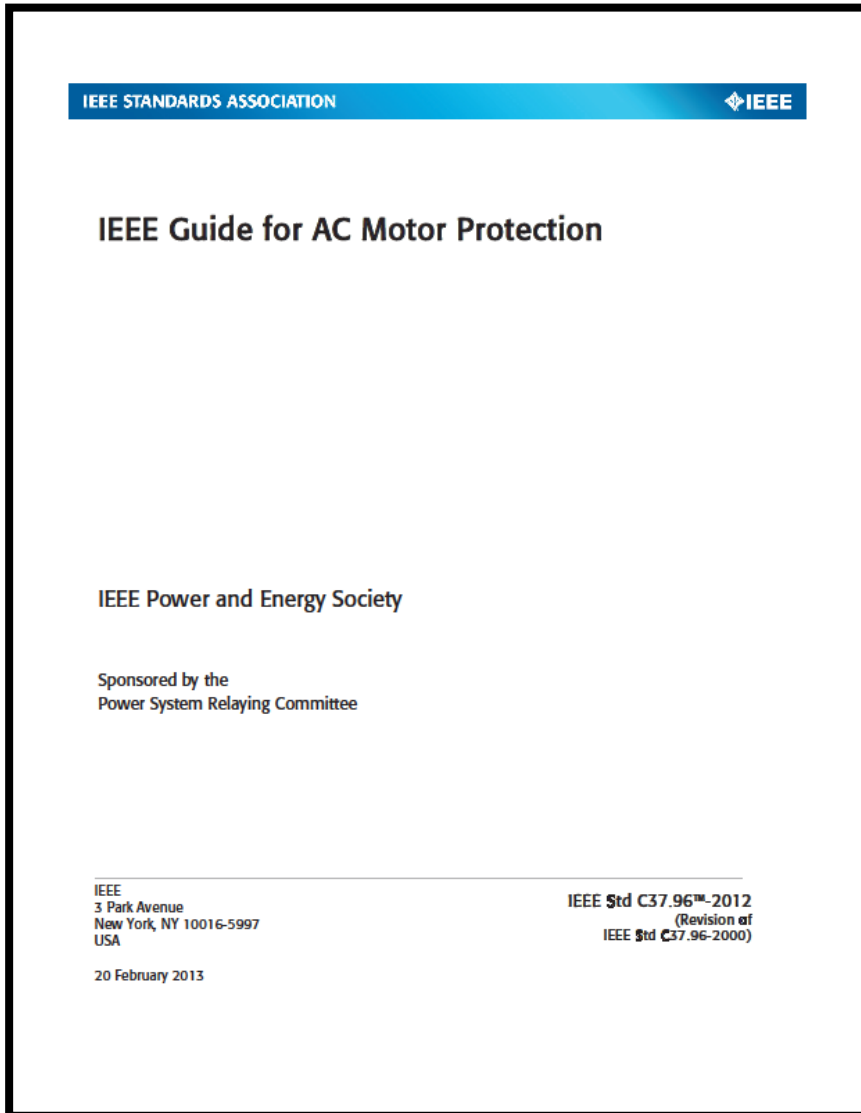 IEEE STANDARDS ASSOCIATION
IEEE
IEEE Guide for AC Motor Protection
IEEE Power and Energy Society
Sponsored by the
Power System Relaying Committee
IEEE
3 Park Avenue
New York, NY 10016-5997
USA
20 February 2013
IEEE Std C37.96™-2012
(Revision of
IEEE Std C37.96-2000)